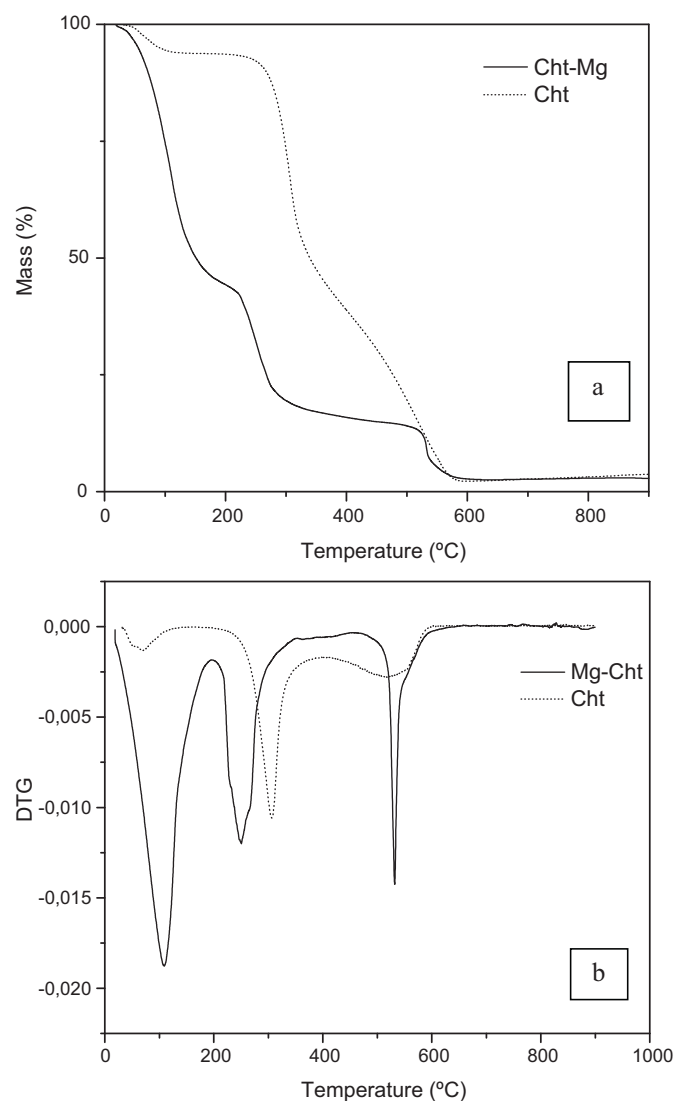 100
Cht-Mg
Cht
50
Mass (%)
a
0
0 200 400 600 800
Temperature (ºC)
0,000
Mg-Cht
-0,005
Cht
DTG
-0,010
-0,015
b
-0,020
0 200 400 600 800 1000
Temperature (ºC)